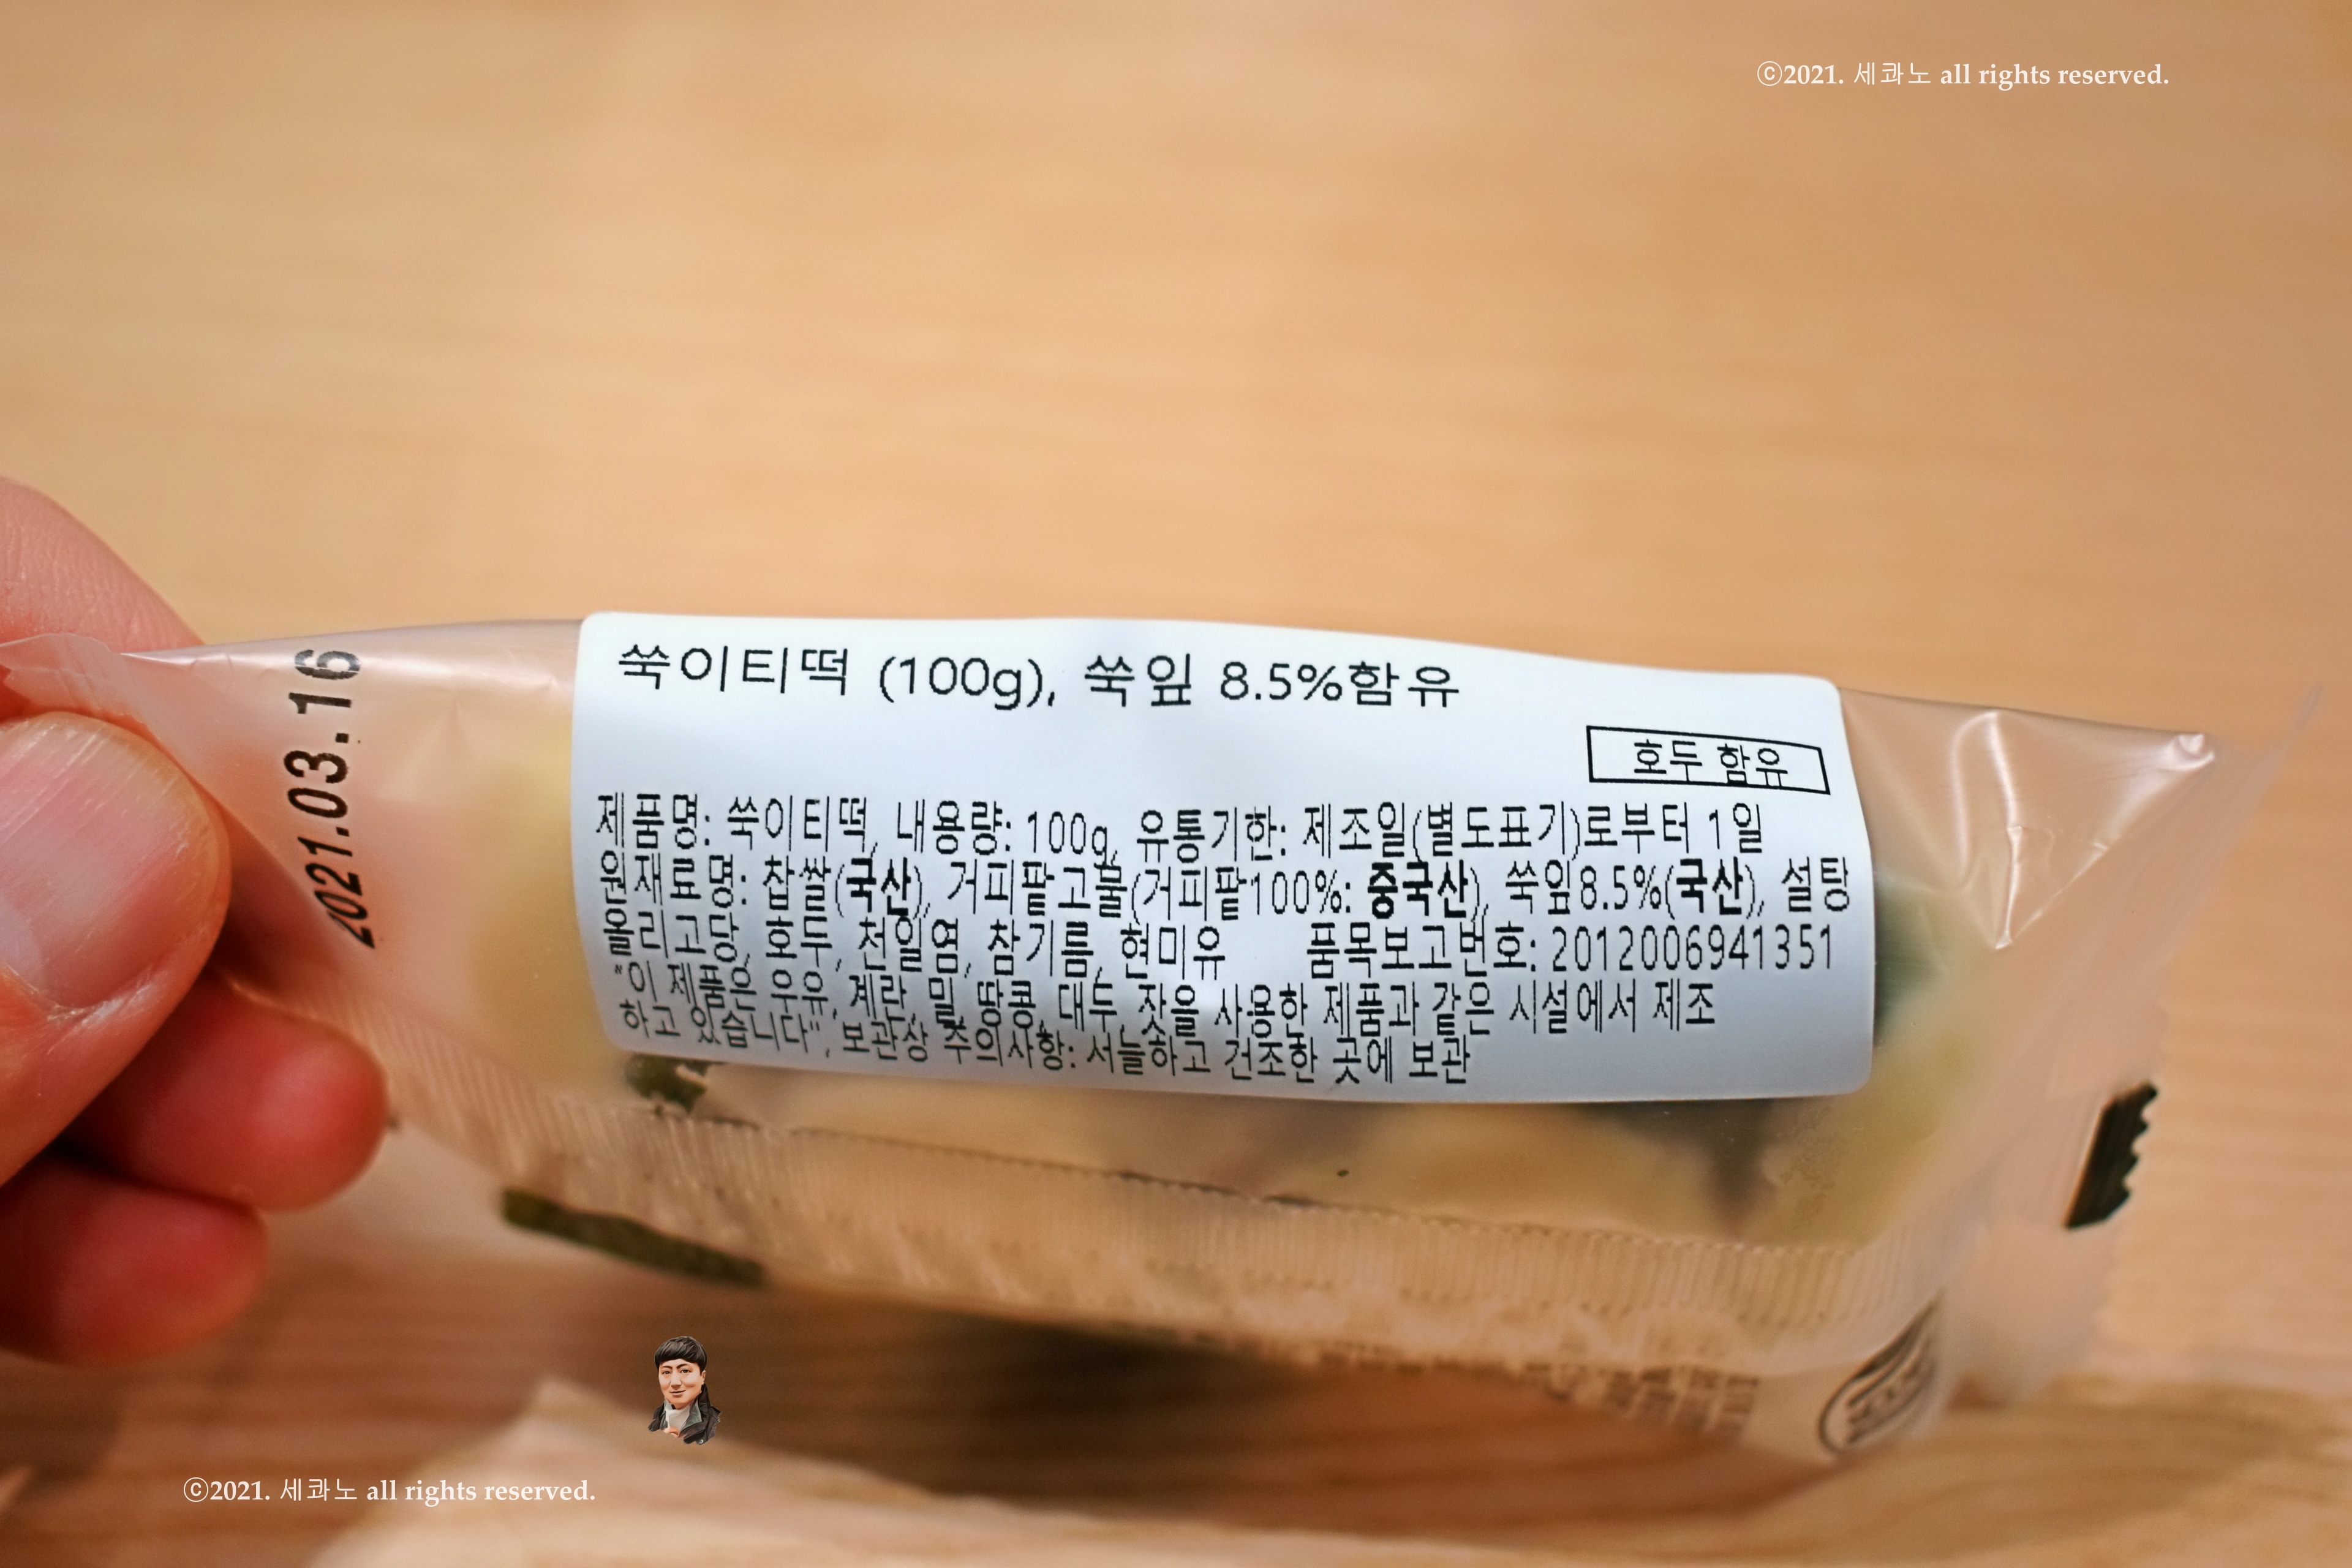 ⓒ2021. 세콰노 all rights reserved.
2021.03.16
쑥이티떡 (100g), 쑥잎 8.5%함유
호두 함유
제품명: 쑥이티떡, 내용량: 100g, 유통기한: 제조일(별도표기)로부터 1일
원재료명: 찹쌀(국산), 거피팥고물(거피팥100%: 중국산), 쑥잎8.5%(국산), 설탕
올리고당, 호두, 천일염, 참기름, 현미유 품목보고번호: 2012006941351
"이 제품은 우유, 계란, 밀, 땅콩, 대두, 잣을 사용한 제품과 같은 시설에서 제조
하고 있습니다", 보관상 주의사항: 서늘하고 건조한 곳에 보관
ⓒ2021. 세콰노 all rights reserved.